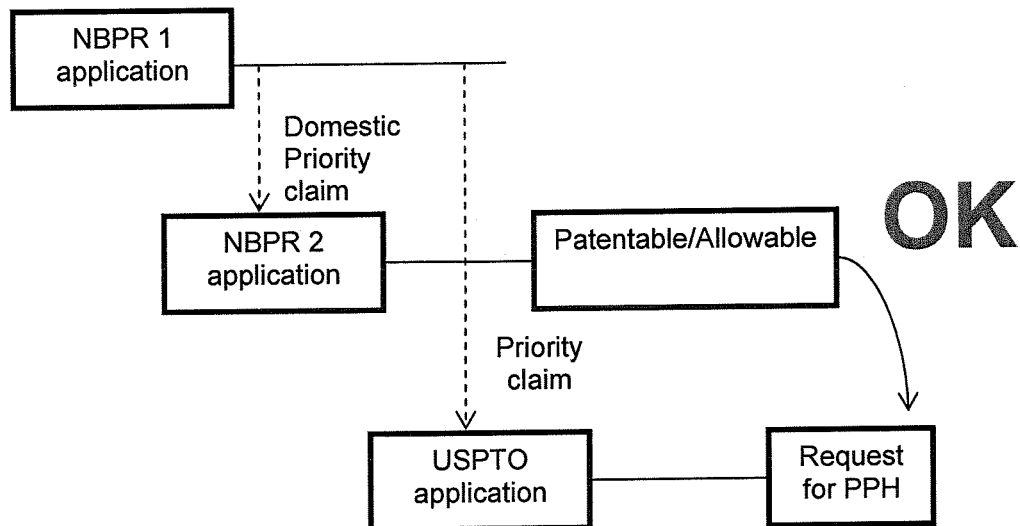 NBPR 1
application
Domestic
Priority
claim
OK
NBPR 2
application
Patentable/Allowable
Priority
claim
USPTO
application
Request
for PPH